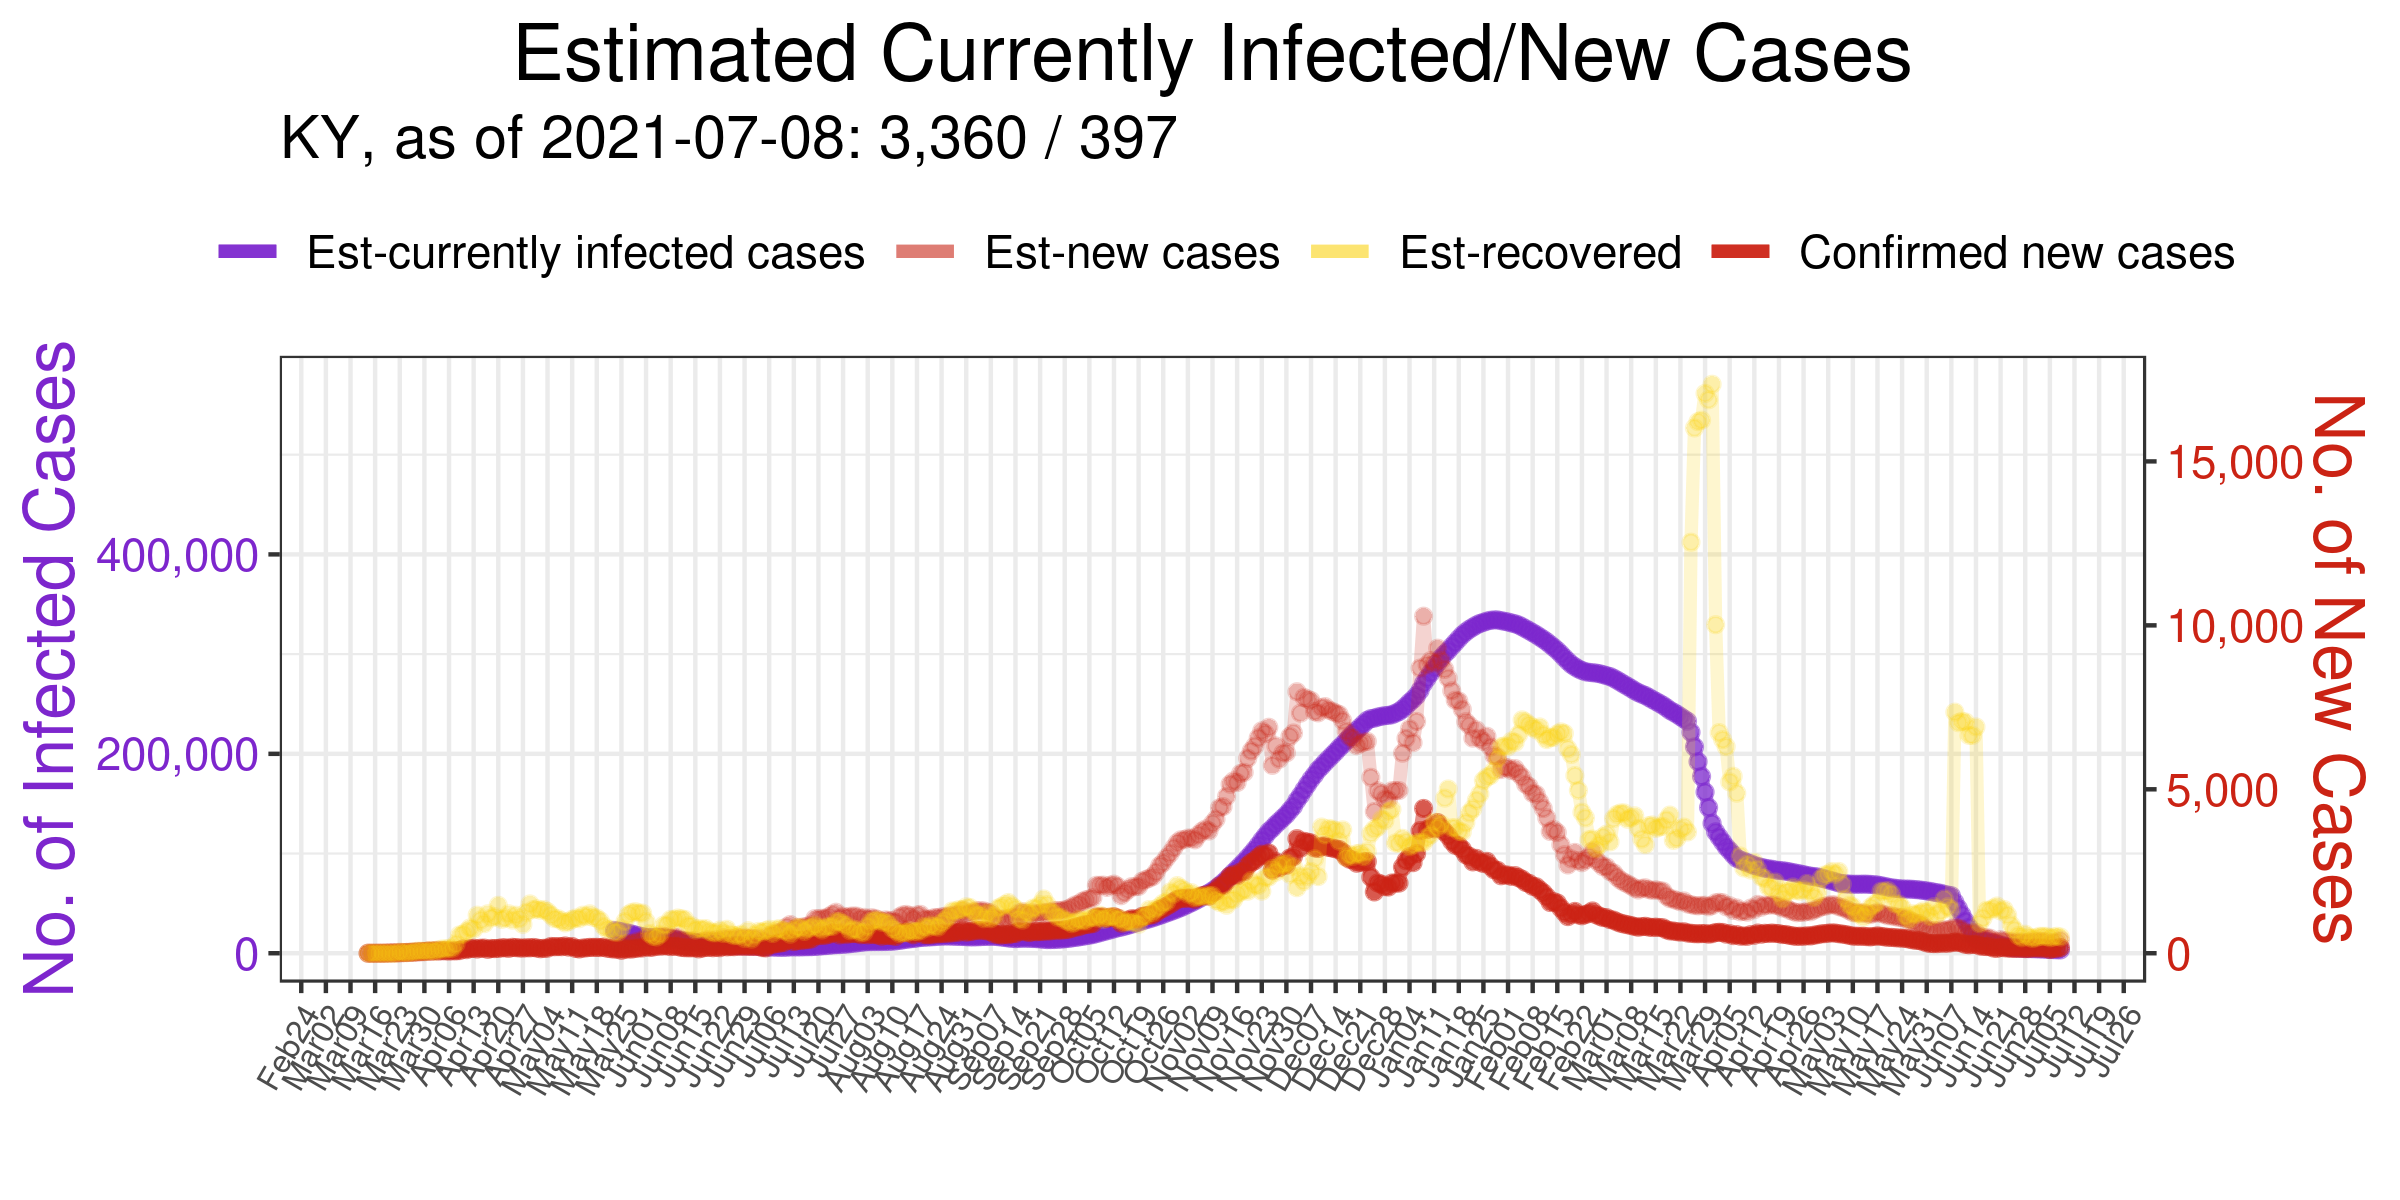 Estimated Currently Infected/New Cases
KY, as of 2021-07-08: 3,360 / 397
Est-currently infected cases Est-new cases Est-recovered Confirmed new cases
No. of Infected Cases
400,000
200,000
0
15,000
10,000
5,000
0
No. of New Cases
Feb24 Mar02 Mar09 Mar16 Mar23 Mar30 Apr06 Apr13 Apr20 Apr27 May04 May11 May18 May25 Jun01 Jun08 Jun15 Jun22 Jun29 Jul06 Jul13 Jul20 Jul27 Aug03 Aug10 Aug17 Aug24 Aug31 Sep07 Sep14 Sep21 Sep28 Oct05 Oct12 Oct19 Oct26 Nov02 Nov09 Nov16 Nov23 Nov30 Dec07 Dec14 Dec21 Dec28 Jan04 Jan11 Jan18 Jan25 Feb01 Feb08 Feb15 Feb22 Mar01 Mar08 Mar15 Mar22 Mar29 Apr05 Apr12 Apr19 Apr26 May03 May10 May17 May24 May31 Jun07 Jun14 Jun21 Jun28 Jul05 Jul12 Jul19 Jul26